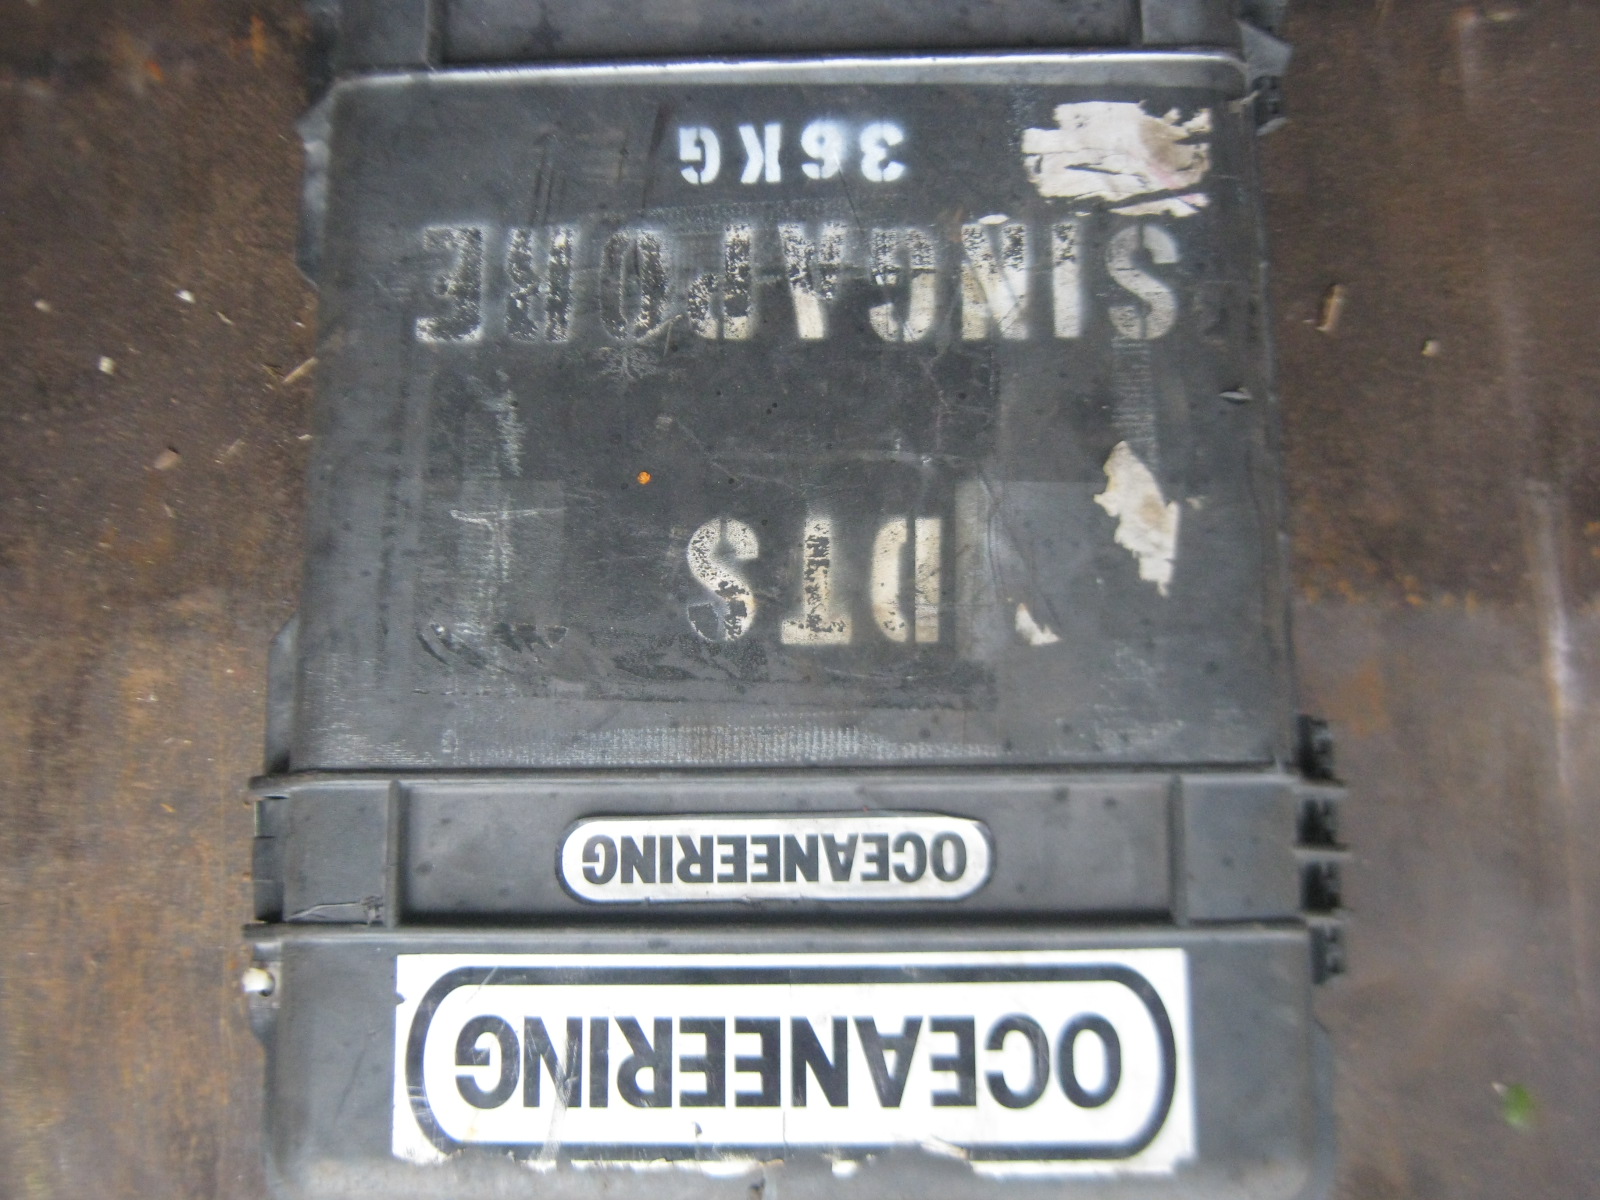 OCEANEERING
OCEANEERING
DTS
SINGAPORE
36KG